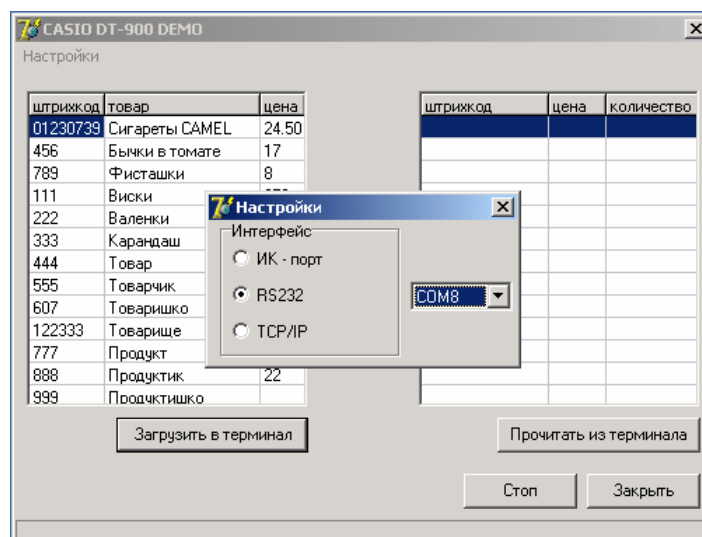 CASIO DT-900 DEMO
Настройки
штрихкод товар цена
01230739 Сигареты CAMEL 24.50
456 Бычки в томате 17
789 Фисташки 8
111 Виски
222 Валенки
333 Карандаш
444 Товар
555 Товарчик
607 Товаришко
122333 Товарище
777 Продукт
888 Продуктик 22
999 Продуктишко
штрихкод цена количество
Настройки
Интерфейс
ИК - порт
RS232
TCP/IP
COM8
Загрузить в терминал
Прочитать из терминала
Стоп
Закрыть